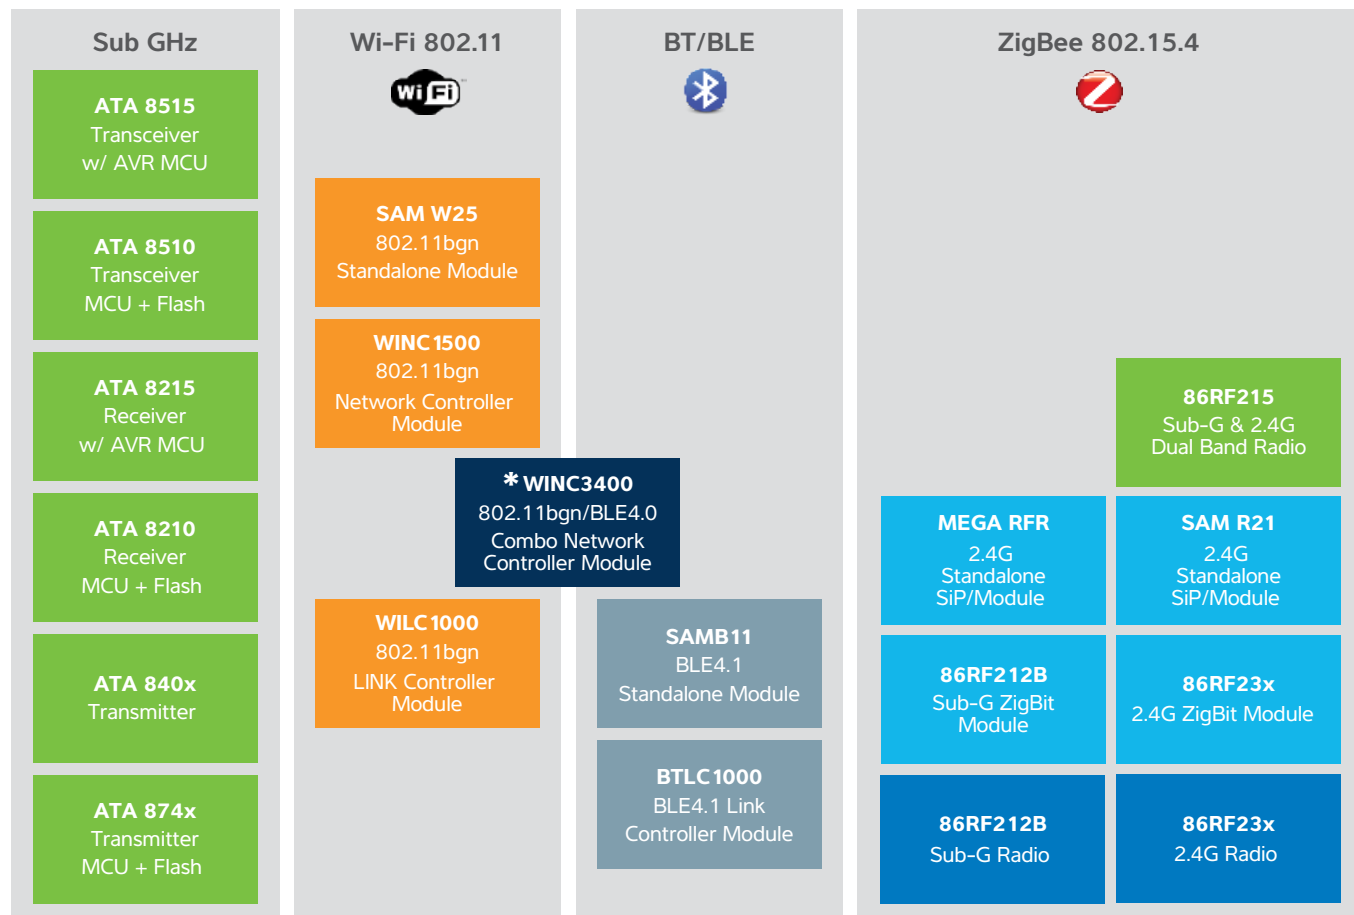 Sub GHz
ATA 8515
Transceiver
w/ AVR MCU
ATA 8510
Transceiver
MCU + Flash
ATA 8215
Receiver
w/ AVR MCU
ATA 8210
Receiver
MCU + Flash
ATA 840x
Transmitter
ATA 874x
Transmitter
MCU + Flash
Wi-Fi 802.11
Wi Fi
SAM W25
802.11bgn
Standalone Module
WINC1500
802.11bgn
Network Controller
Module
*WINC3400
802.11bgn/BLE4.0
Combo Network
Controller Module
WILC1000
802.11bgn
LINK Controller
Module
BT/BLE
SAMB11
BLE4.1
Standalone Module
BTLC1000
BLE4.1 Link
Controller Module
ZigBee 802.15.4
86RF215
Sub-G & 2.4G
Dual Band Radio
MEGA RFR
2.4G
Standalone
SiP/Module
SAM R21
2.4G
Standalone
SiP/Module
86RF212B
Sub-G ZigBit
Module
86RF23x
2.4G ZigBit Module
86RF212B
Sub-G Radio
86RF23x
2.4G Radio